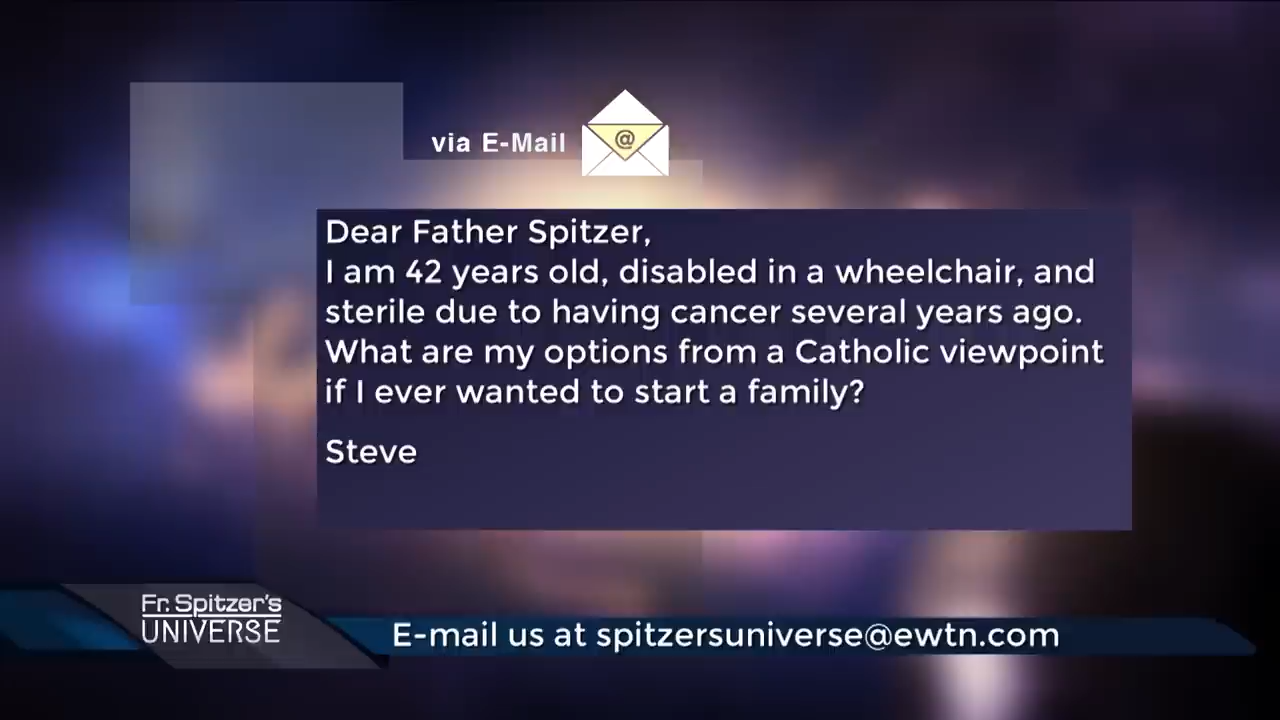 via E-Mail
@
Dear Father Spitzer,
I am 42 years old, disabled in a wheelchair, and
sterile due to having cancer several years ago.
What are my options from a Catholic viewpoint
if I ever wanted to start a family?
Steve
Fr. Spitzer's
UNIVERSE
E-mail us at spitzersuniverse@ewtn.com